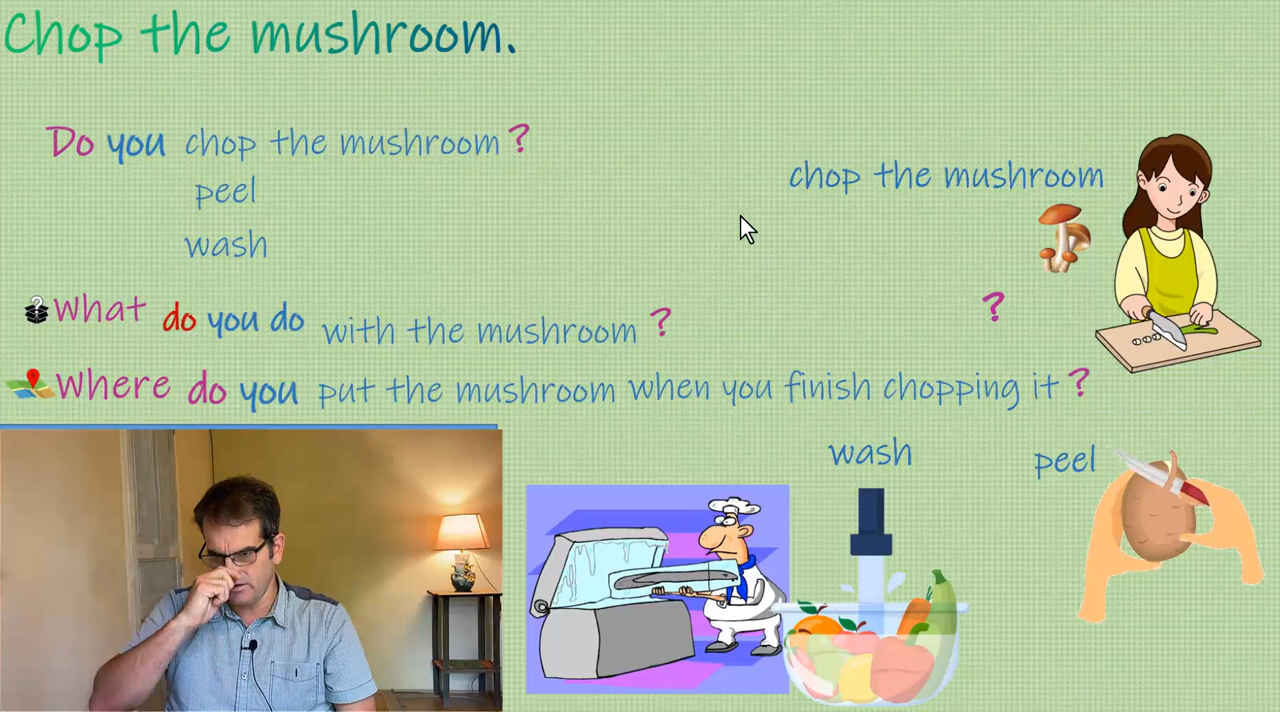 Chop the mushroom.
Do you chop the mushroom ?
peel
wash
chop the mushroom
What do you do with the mushroom ?
?
Where do you put the mushroom when you finish chopping it ?
wash
peel